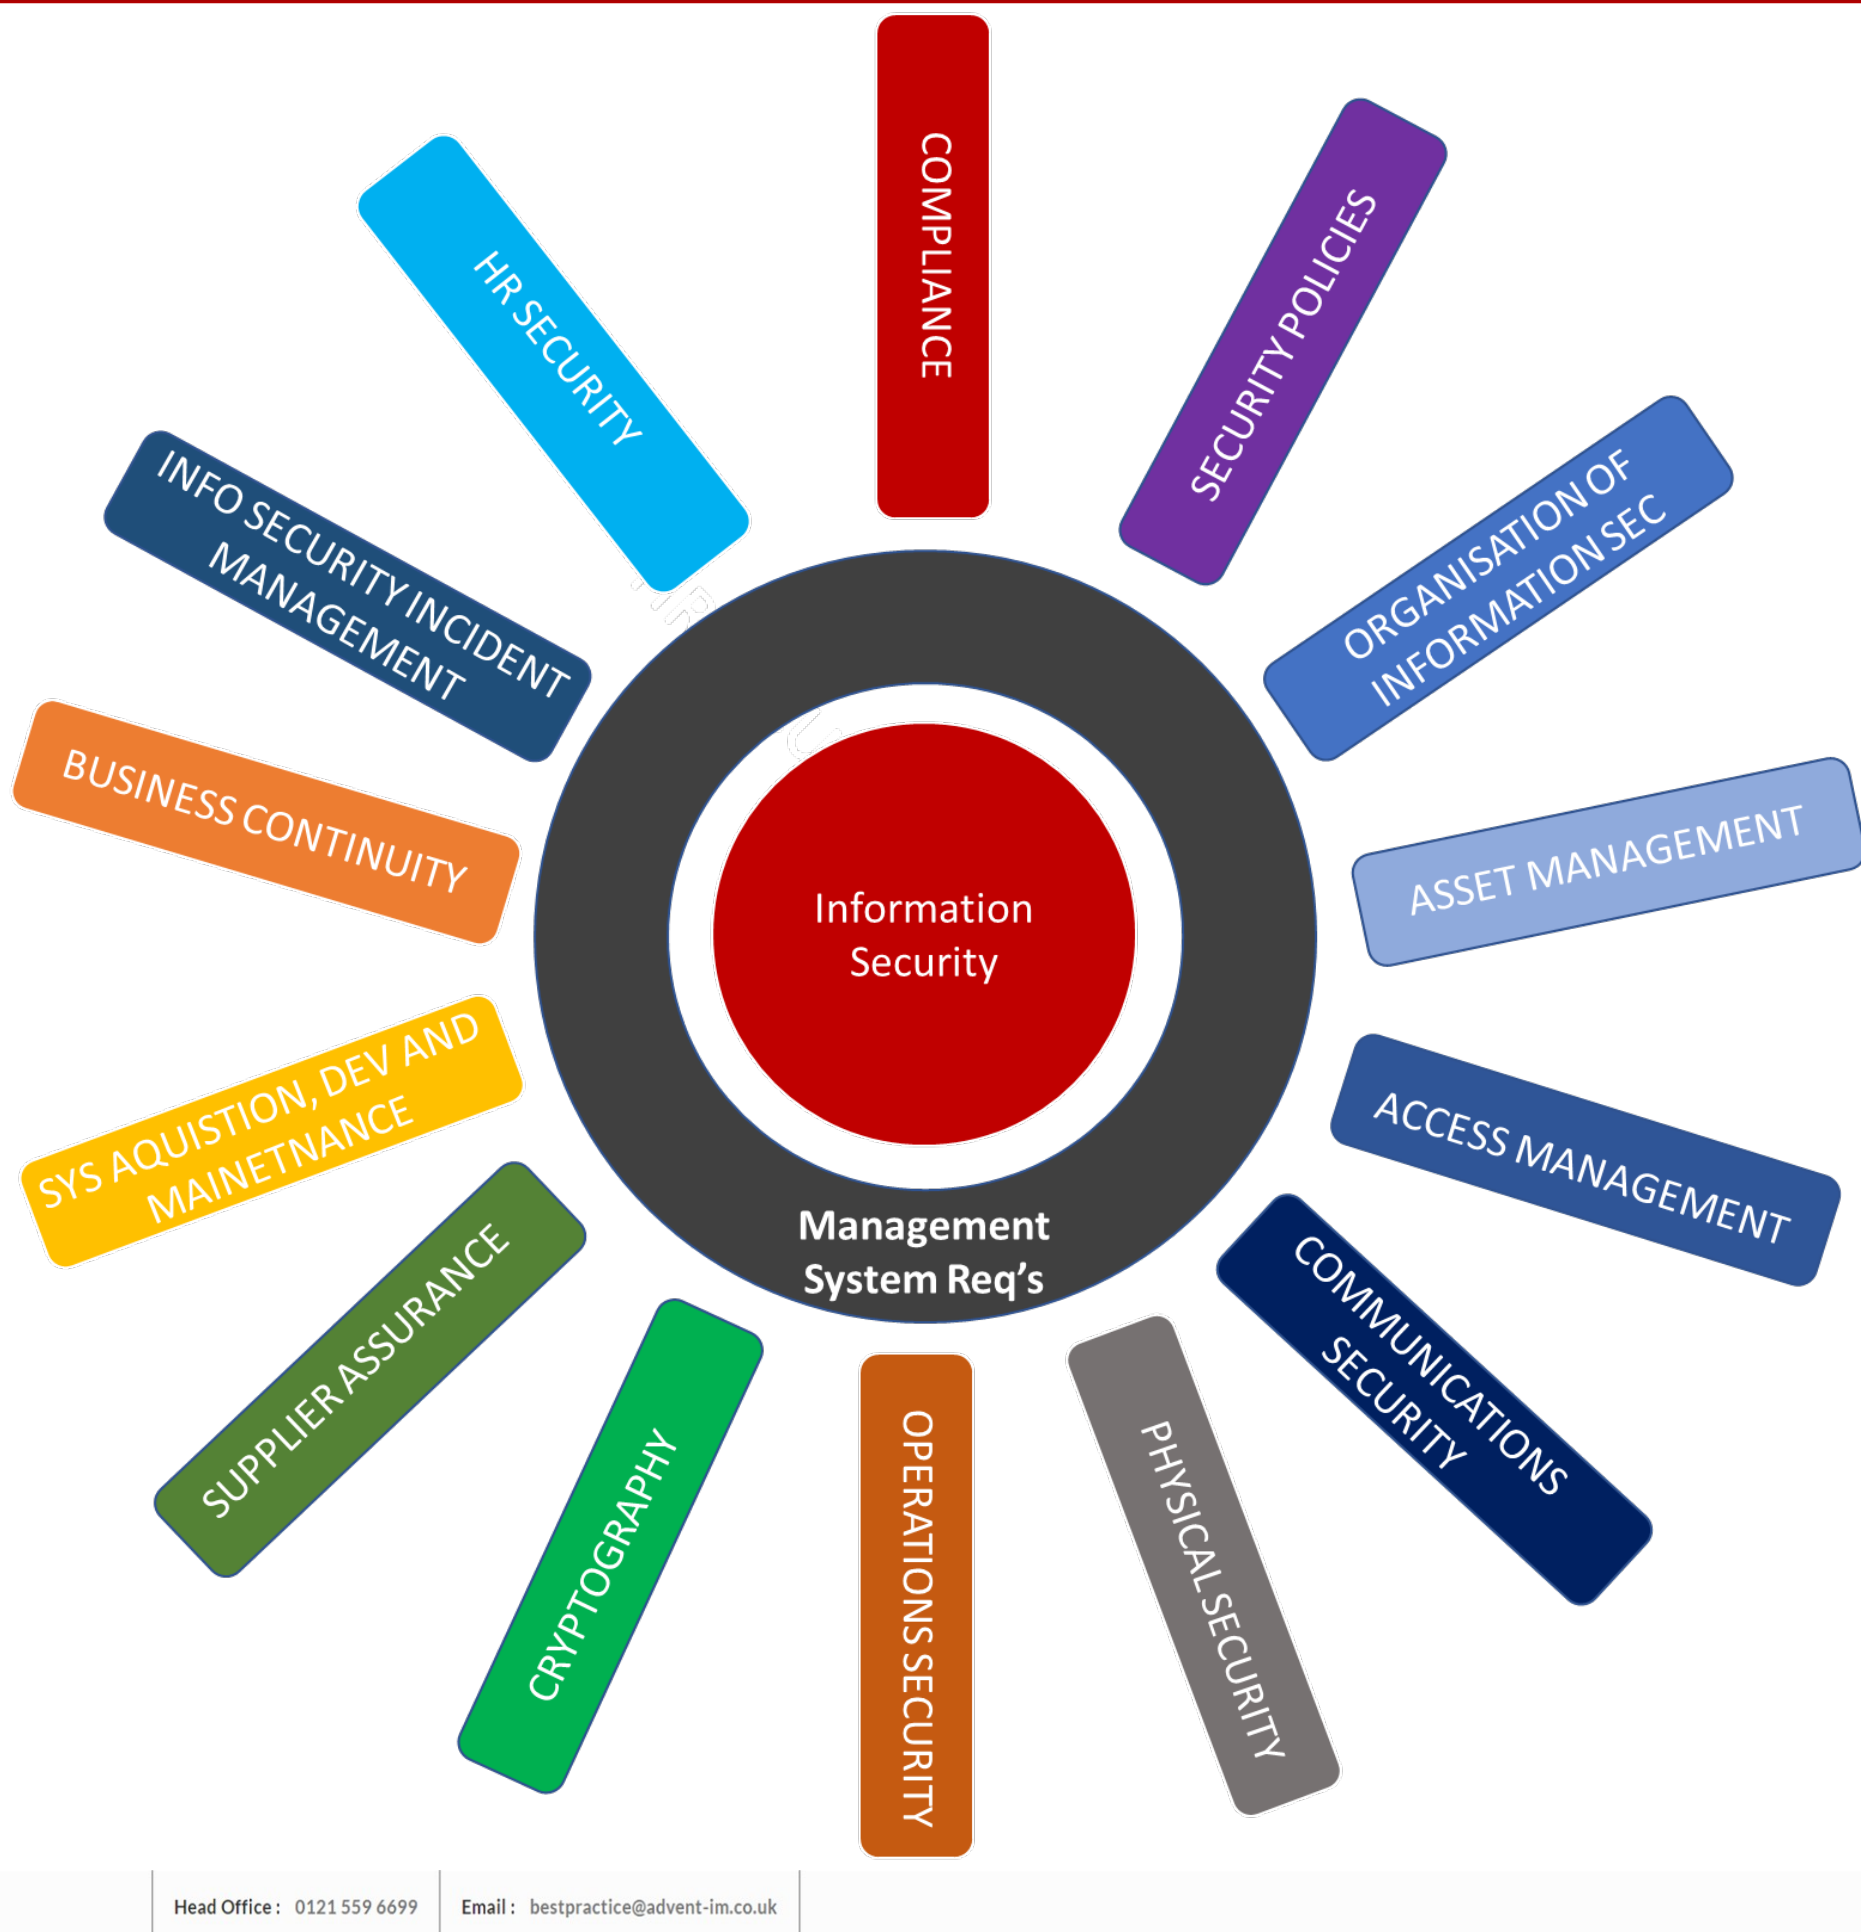 COMPLIANCE
SECURITY POLICIES
ORGANISATION OF
INFORMATION SEC
ASSET MANAGEMENT
ACCESS MANAGEMENT
COMMUNICATIONS
SECURITY
PHYSICAL SECURITY
OPERATIONS SECURITY
CRYPTOGRAPHY
SUPPLIER ASSURANCE
SYS AQUISTION, DEV AND
MAINETNANCE
BUSINESS CONTINUITY
INFO SECURITY INCIDENT
MANAGEMENT
HR SECURITY
Information
Security
Management
System Req’s
Head Office : 0121 559 6699
Email : bestpractice@advent-im.co.uk